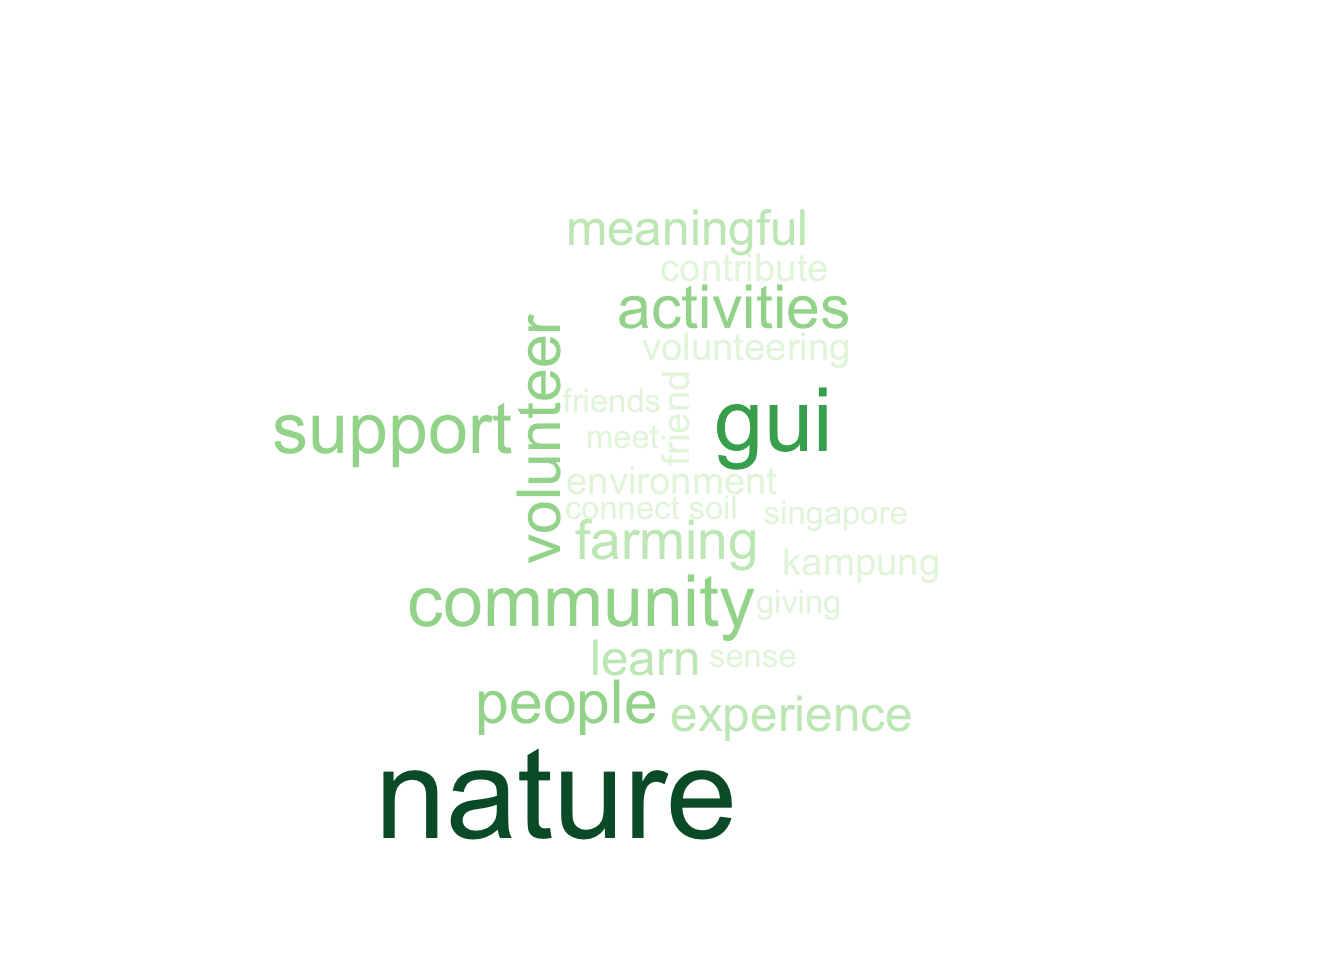 meaningful
contribute
activities
volunteering
volunteer
friends
friend
support
meet
gui
environment
connect soil
singapore
farming
kampung
community
giving
learn
sense
people
experience
nature